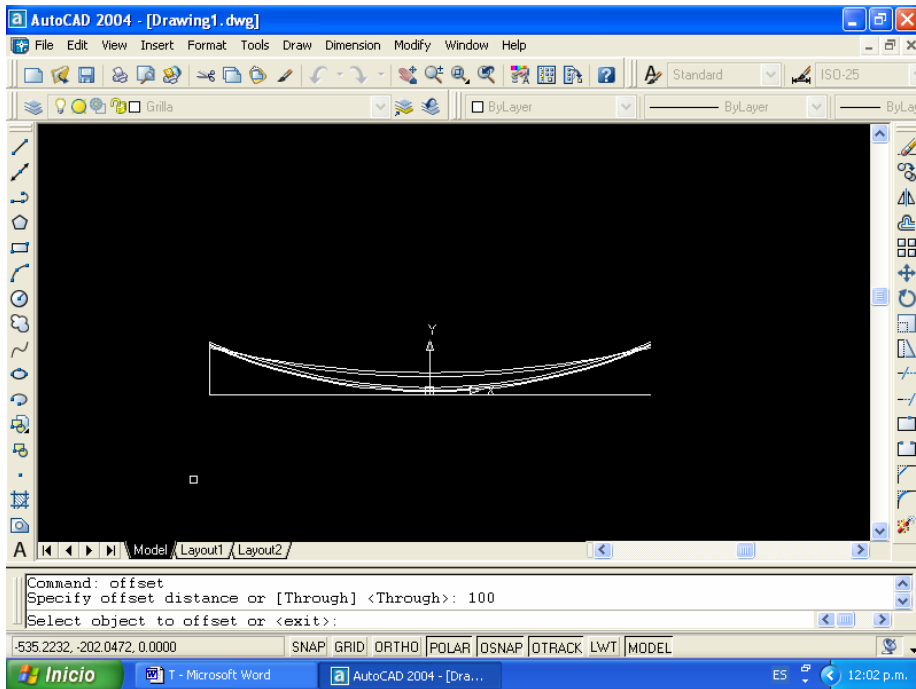 AutoCAD 2004 - [Drawing1.dwg]
File Edit View Insert Format Tools Draw Dimension Modify Window Help
Standard ISO-25
Grilla ByLayer ByLayer ByLa
Y
X
A Model Layout1 Layout2
Command: offset
Specify offset distance or [Through] <Through>: 100
Select object to offset or <exit>:
-535.2232, -202.0472, 0.0000 SNAP GRID ORTHO POLAR OSNAP OTRACK LWT MODEL
Inicio T - Microsoft Word AutoCAD 2004 - [Dra... ES 12:02 p.m.